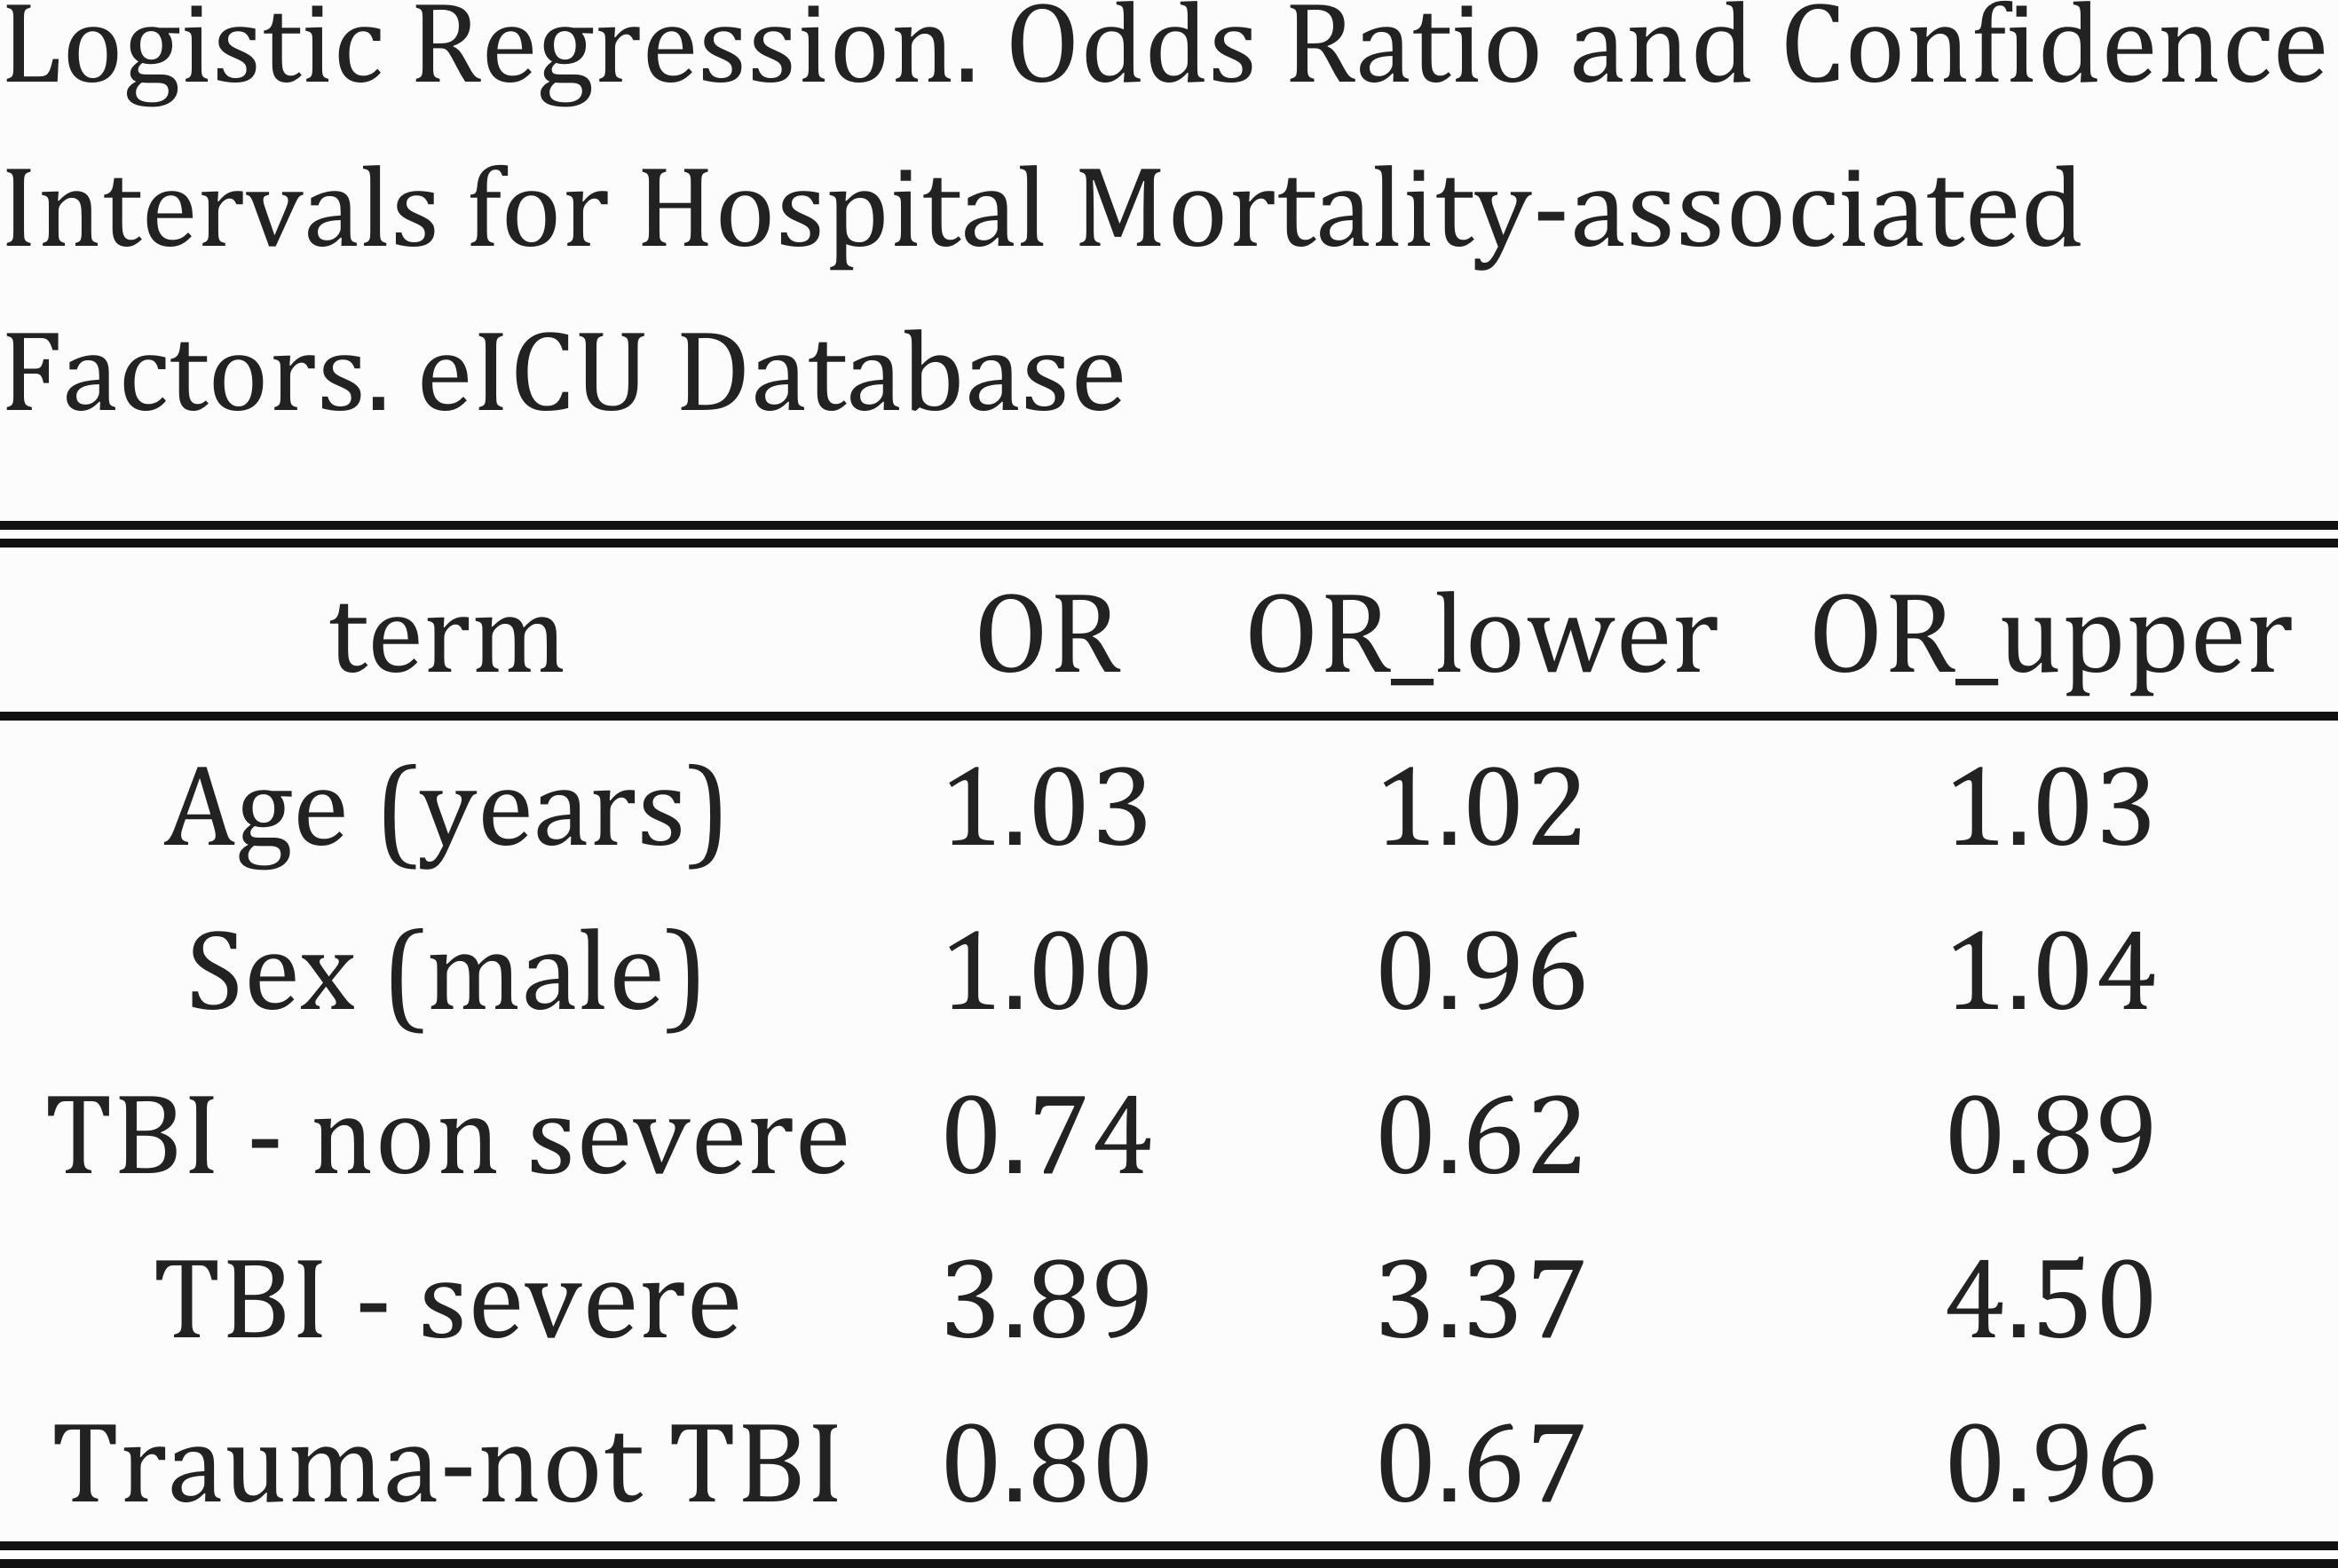 Logistic Regression. Odds Ratio and Confidence
Intervals for Hospital Mortality-associated
Factors. eICU Database
term OR OR_lower OR_upper
Age (years) 1.03 1.02 1.03
Sex (male) 1.00 0.96 1.04
TBI - non severe 0.74 0.62 0.89
TBI - severe 3.89 3.37 4.50
Trauma-not TBI 0.80 0.67 0.96